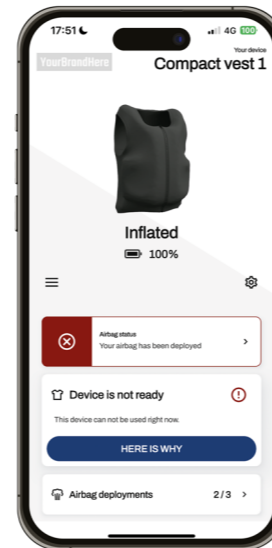 17:51
4G 100
Your device
YourBrandHere
Compact vest 1
Inflated
100%
Airbag status
Your airbag has been deployed
Device is not ready
This device can not be used right now.
HERE IS WHY
Airbag deployments 2/3